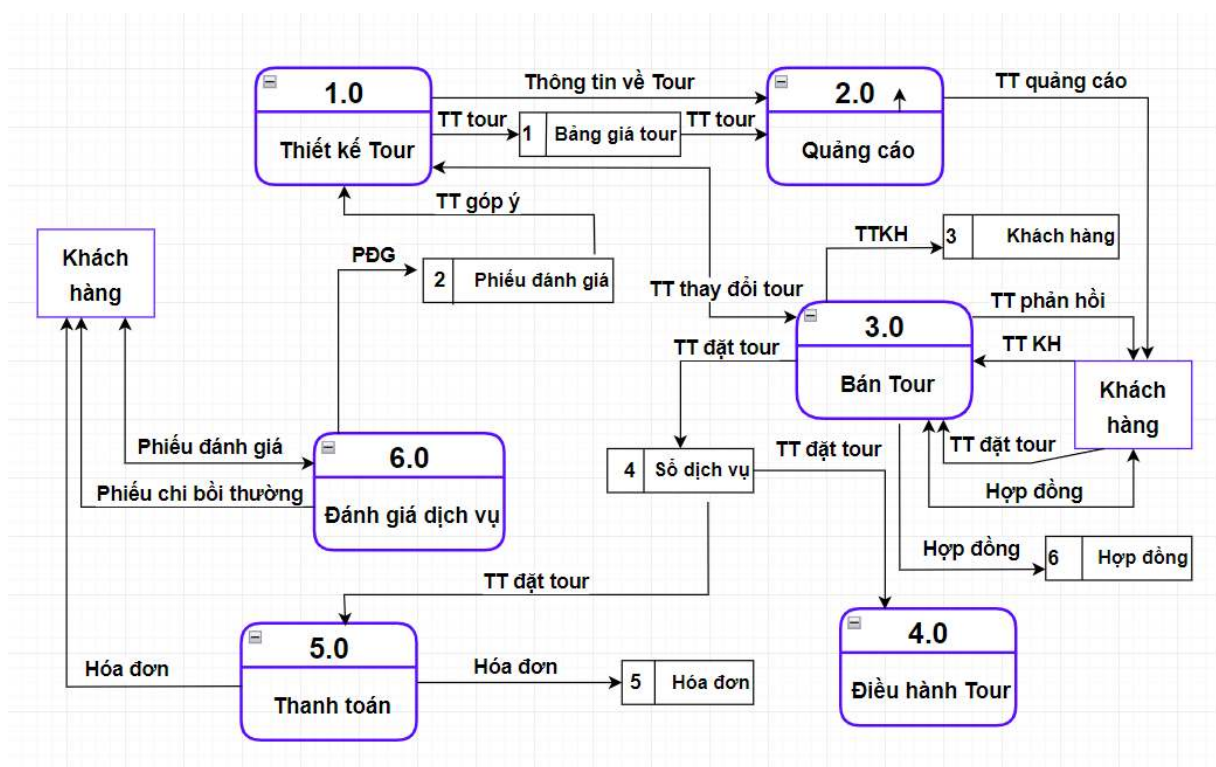 1.0
Thiết kế Tour
Thông tin về Tour
2.0
Quảng cáo
TT quảng cáo
TT tour
1 Bảng giá tour
TT tour
TT góp ý
Khách
hàng
PĐG
2 Phiếu đánh giá
TTKH
3 Khách hàng
TT thay đổi tour
TT phản hồi
3.0
Bán Tour
TT KH
TT đặt tour
Khách
hàng
Phiếu đánh giá
6.0
Đánh giá dịch vụ
Phiếu chi bồi thường
4 Sổ dịch vụ
TT đặt tour
TT đặt tour
Hợp đồng
Hợp đồng
6 Hợp đồng
TT đặt tour
5.0
Thanh toán
Hóa đơn
Hóa đơn
5 Hóa đơn
4.0
Điều hành Tour